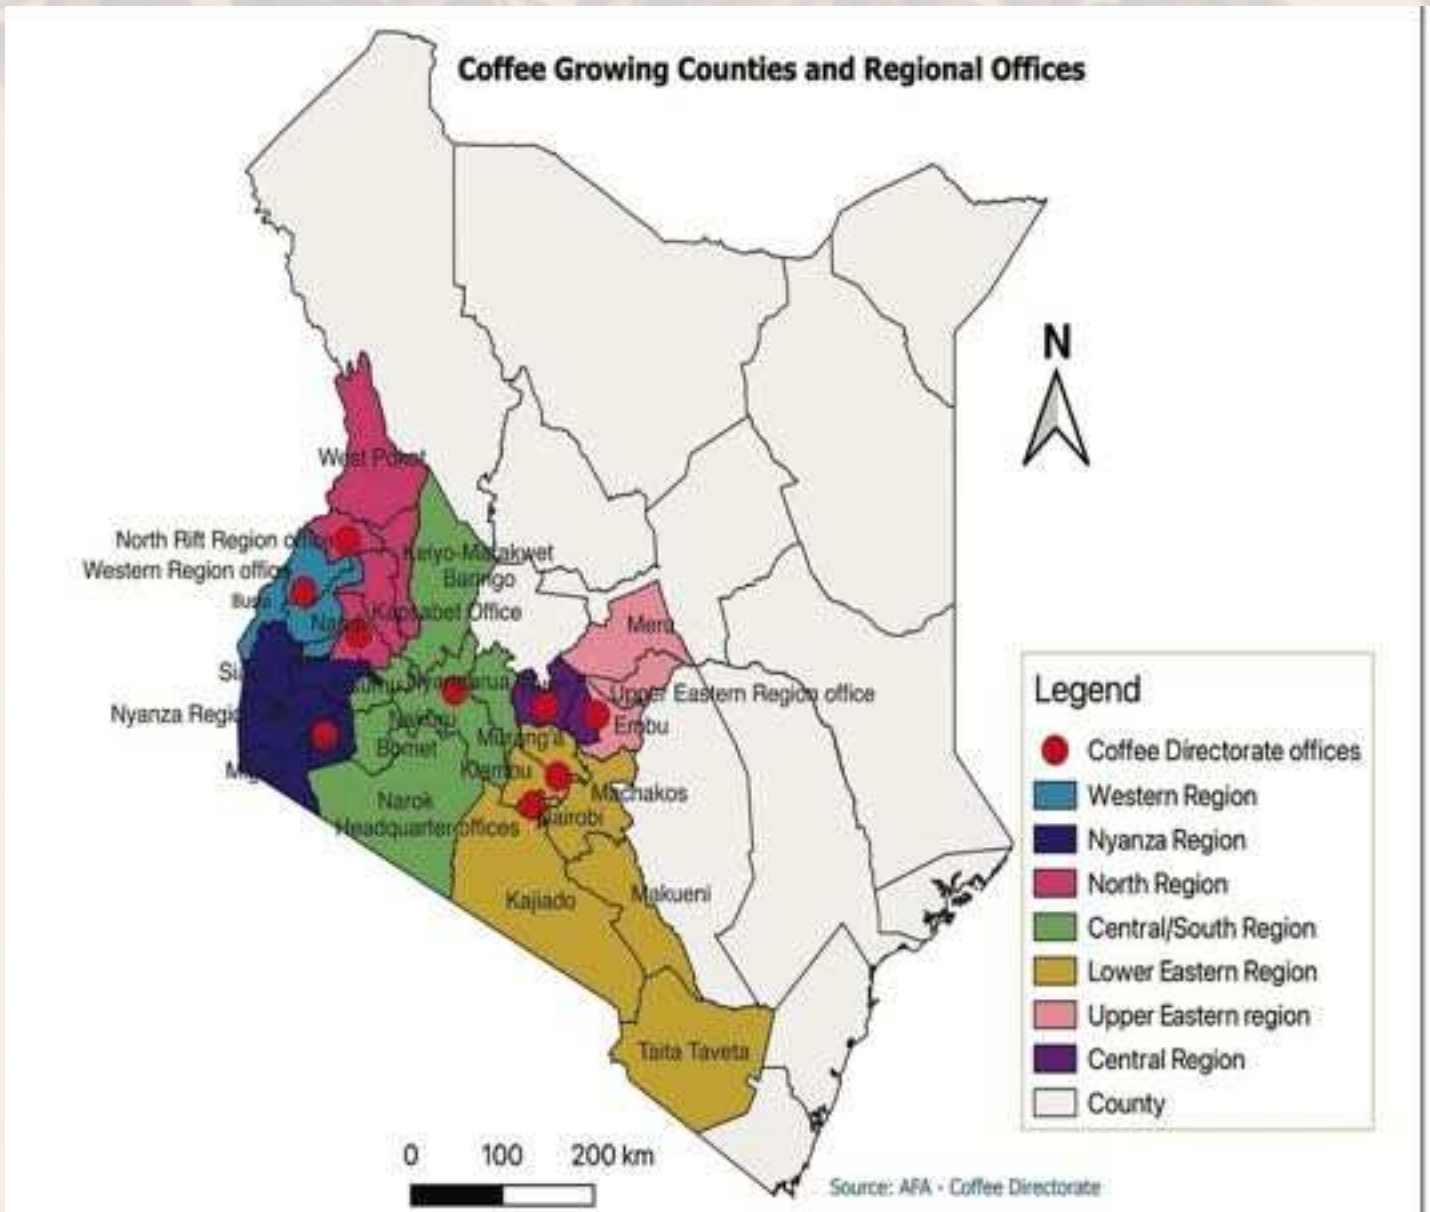 Coffee Growing Counties and Regional Offices
N
West Pokot
North Rift Region office
Keiyo-Marakwet
Western Region office
Baringo
Busia
Kapsabet Office
Meru
Upper Eastern Region office
Nyanza Regio
Embu
Murang'a
Bomet
Kiambu
Machakos
Narok
Nairobi
Headquarter offices
Makueni
Kajiado
Taita Taveta
Legend
Coffee Directorate offices
Western Region
Nyanza Region
North Region
Central/South Region
Lower Eastern Region
Upper Eastern region
Central Region
County
0 100 200 km
Source: AFA - Coffee Directorate